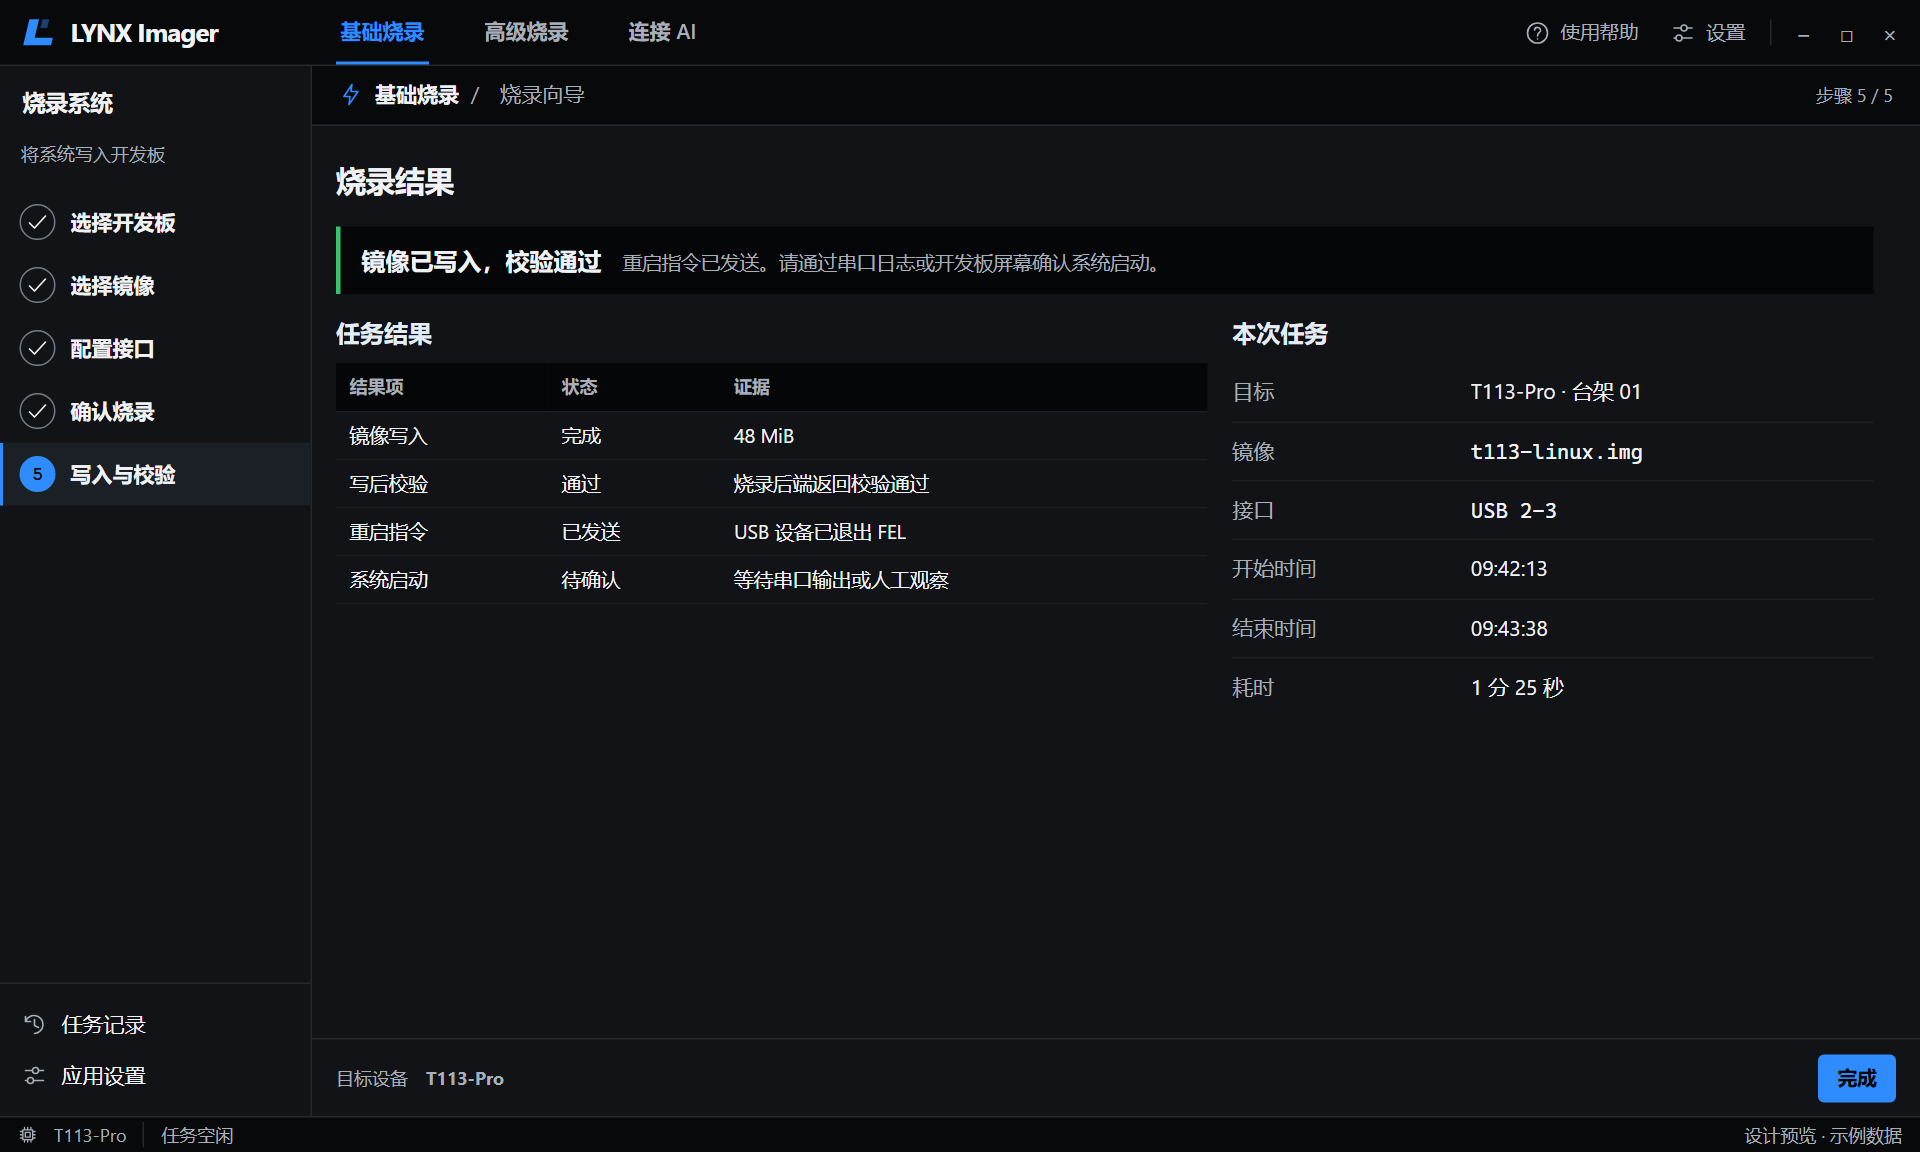 LYNX Imager
基础烧录
高级烧录
连接 AI
使用帮助
设置
烧录系统
将系统写入开发板
选择开发板
选择镜像
配置接口
确认烧录
5 写入与校验
任务记录
应用设置
基础烧录 / 烧录向导
步骤 5 / 5
烧录结果
镜像已写入，校验通过 重启指令已发送。请通过串口日志或开发板屏幕确认系统启动。
任务结果
结果项 状态 证据
镜像写入 完成 48 MiB
写后校验 通过 烧录后端返回校验通过
重启指令 已发送 USB 设备已退出 FEL
系统启动 待确认 等待串口输出或人工观察
本次任务
目标 T113-Pro · 台架 01
镜像 t113-linux.img
接口 USB 2-3
开始时间 09:42:13
结束时间 09:43:38
耗时 1 分 25 秒
目标设备 T113-Pro
完成
T113-Pro 任务空闲
设计预览 · 示例数据